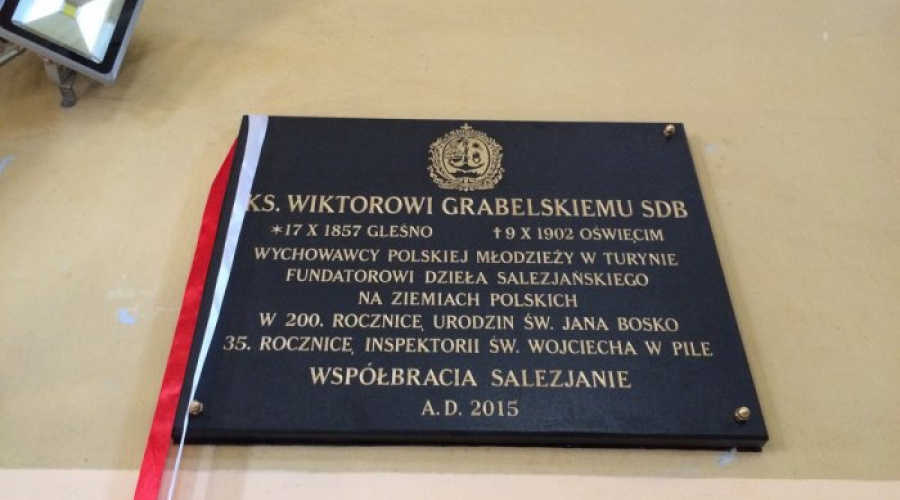 KS. WIKTOROWI GRABELSKIEMU SDB
*17 X 1857 GLEŚNO †9 X 1902 OŚWIĘCIM
WYCHOWAWCY POLSKIEJ MŁODZIEŻY W TURYNIE
FUNDATOROWI DZIEŁA SALEZJAŃSKIEGO
NA ZIEMIACH POLSKICH
W 200. ROCZNICĘ URODZIN ŚW. JANA BOSKO
35. ROCZNICĘ INSPEKTORII ŚW. WOJCIECHA W PILE
WSPÓŁBRACIA SALEZJANIE
A.D. 2015